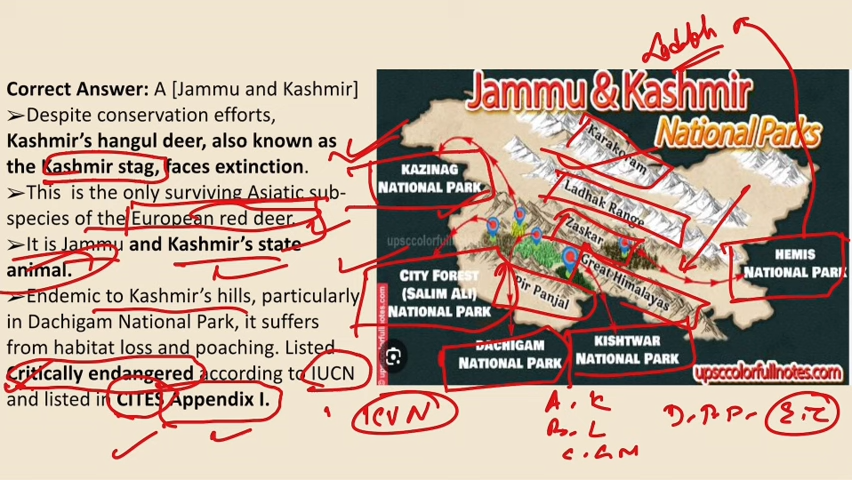 Correct Answer: A [Jammu and Kashmir]
➢Despite conservation efforts,
Kashmir's hangul deer, also known as
the Kashmir stag, faces extinction.
➢This is the only surviving Asiatic sub-
species of the European red deer.
➢It is Jammu and Kashmir's state
animal.
➢Endemic to Kashmir's hills, particularly
in Dachigam National Park, it suffers
from habitat loss and poaching. Listed
Critically endangered according to IUCN
and listed in CITES Appendix I.
Ladakh
Jammu & Kashmir
National Parks
Karakoram
KAZINAG
NATIONAL PARK
Ladakh Range
Zaskar
upsccolorfullnotes.com
HEMIS
NATIONAL PARK
Great Himalayas
CITY FOREST
(SALIM ALI)
NATIONAL PARK
Pir Panjal
DACHIGAM
NATIONAL PARK
KISHTWAR
NATIONAL PARK
upsccolorfullnotes.com
A. K
B. L
C. G M